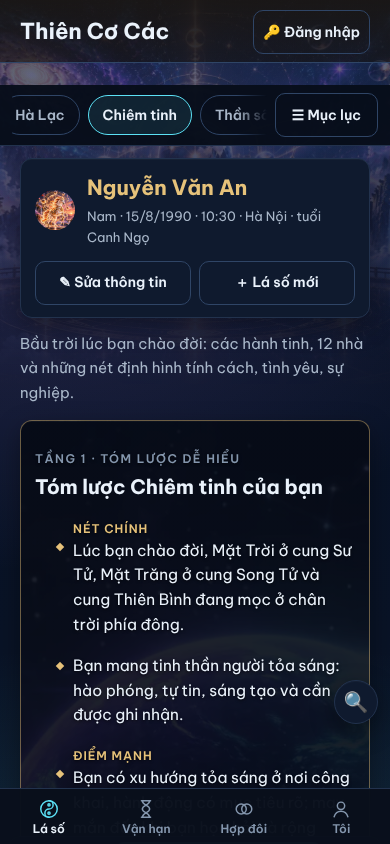 Thiên Cơ Các
🔑 Đăng nhập
Hà Lạc
Chiêm tinh
Thần số
☰ Mục lục
Nguyễn Văn An
Nam · 15/8/1990 · 10:30 · Hà Nội · tuổi
Canh Ngọ
✎ Sửa thông tin
+ Lá số mới
Bầu trời lúc bạn chào đời: các hành tinh, 12 nhà
và những nét định hình tính cách, tình yêu, sự
nghiệp.
TẦNG 1 · TÓM LƯỢC DỄ HIỂU
Tóm lược Chiêm tinh của bạn
NÉT CHÍNH
Lúc bạn chào đời, Mặt Trời ở cung Sư
Tử, Mặt Trăng ở cung Song Tử và
cung Thiên Bình đang mọc ở chân
trời phía đông.
Bạn mang tinh thần người tỏa sáng:
hào phóng, tự tin, sáng tạo và cần
được ghi nhận.
ĐIỂM MẠNH
Bạn có xu hướng tỏa sáng ở nơi công
Lá số
Vận hạn
Hợp đôi
Tôi